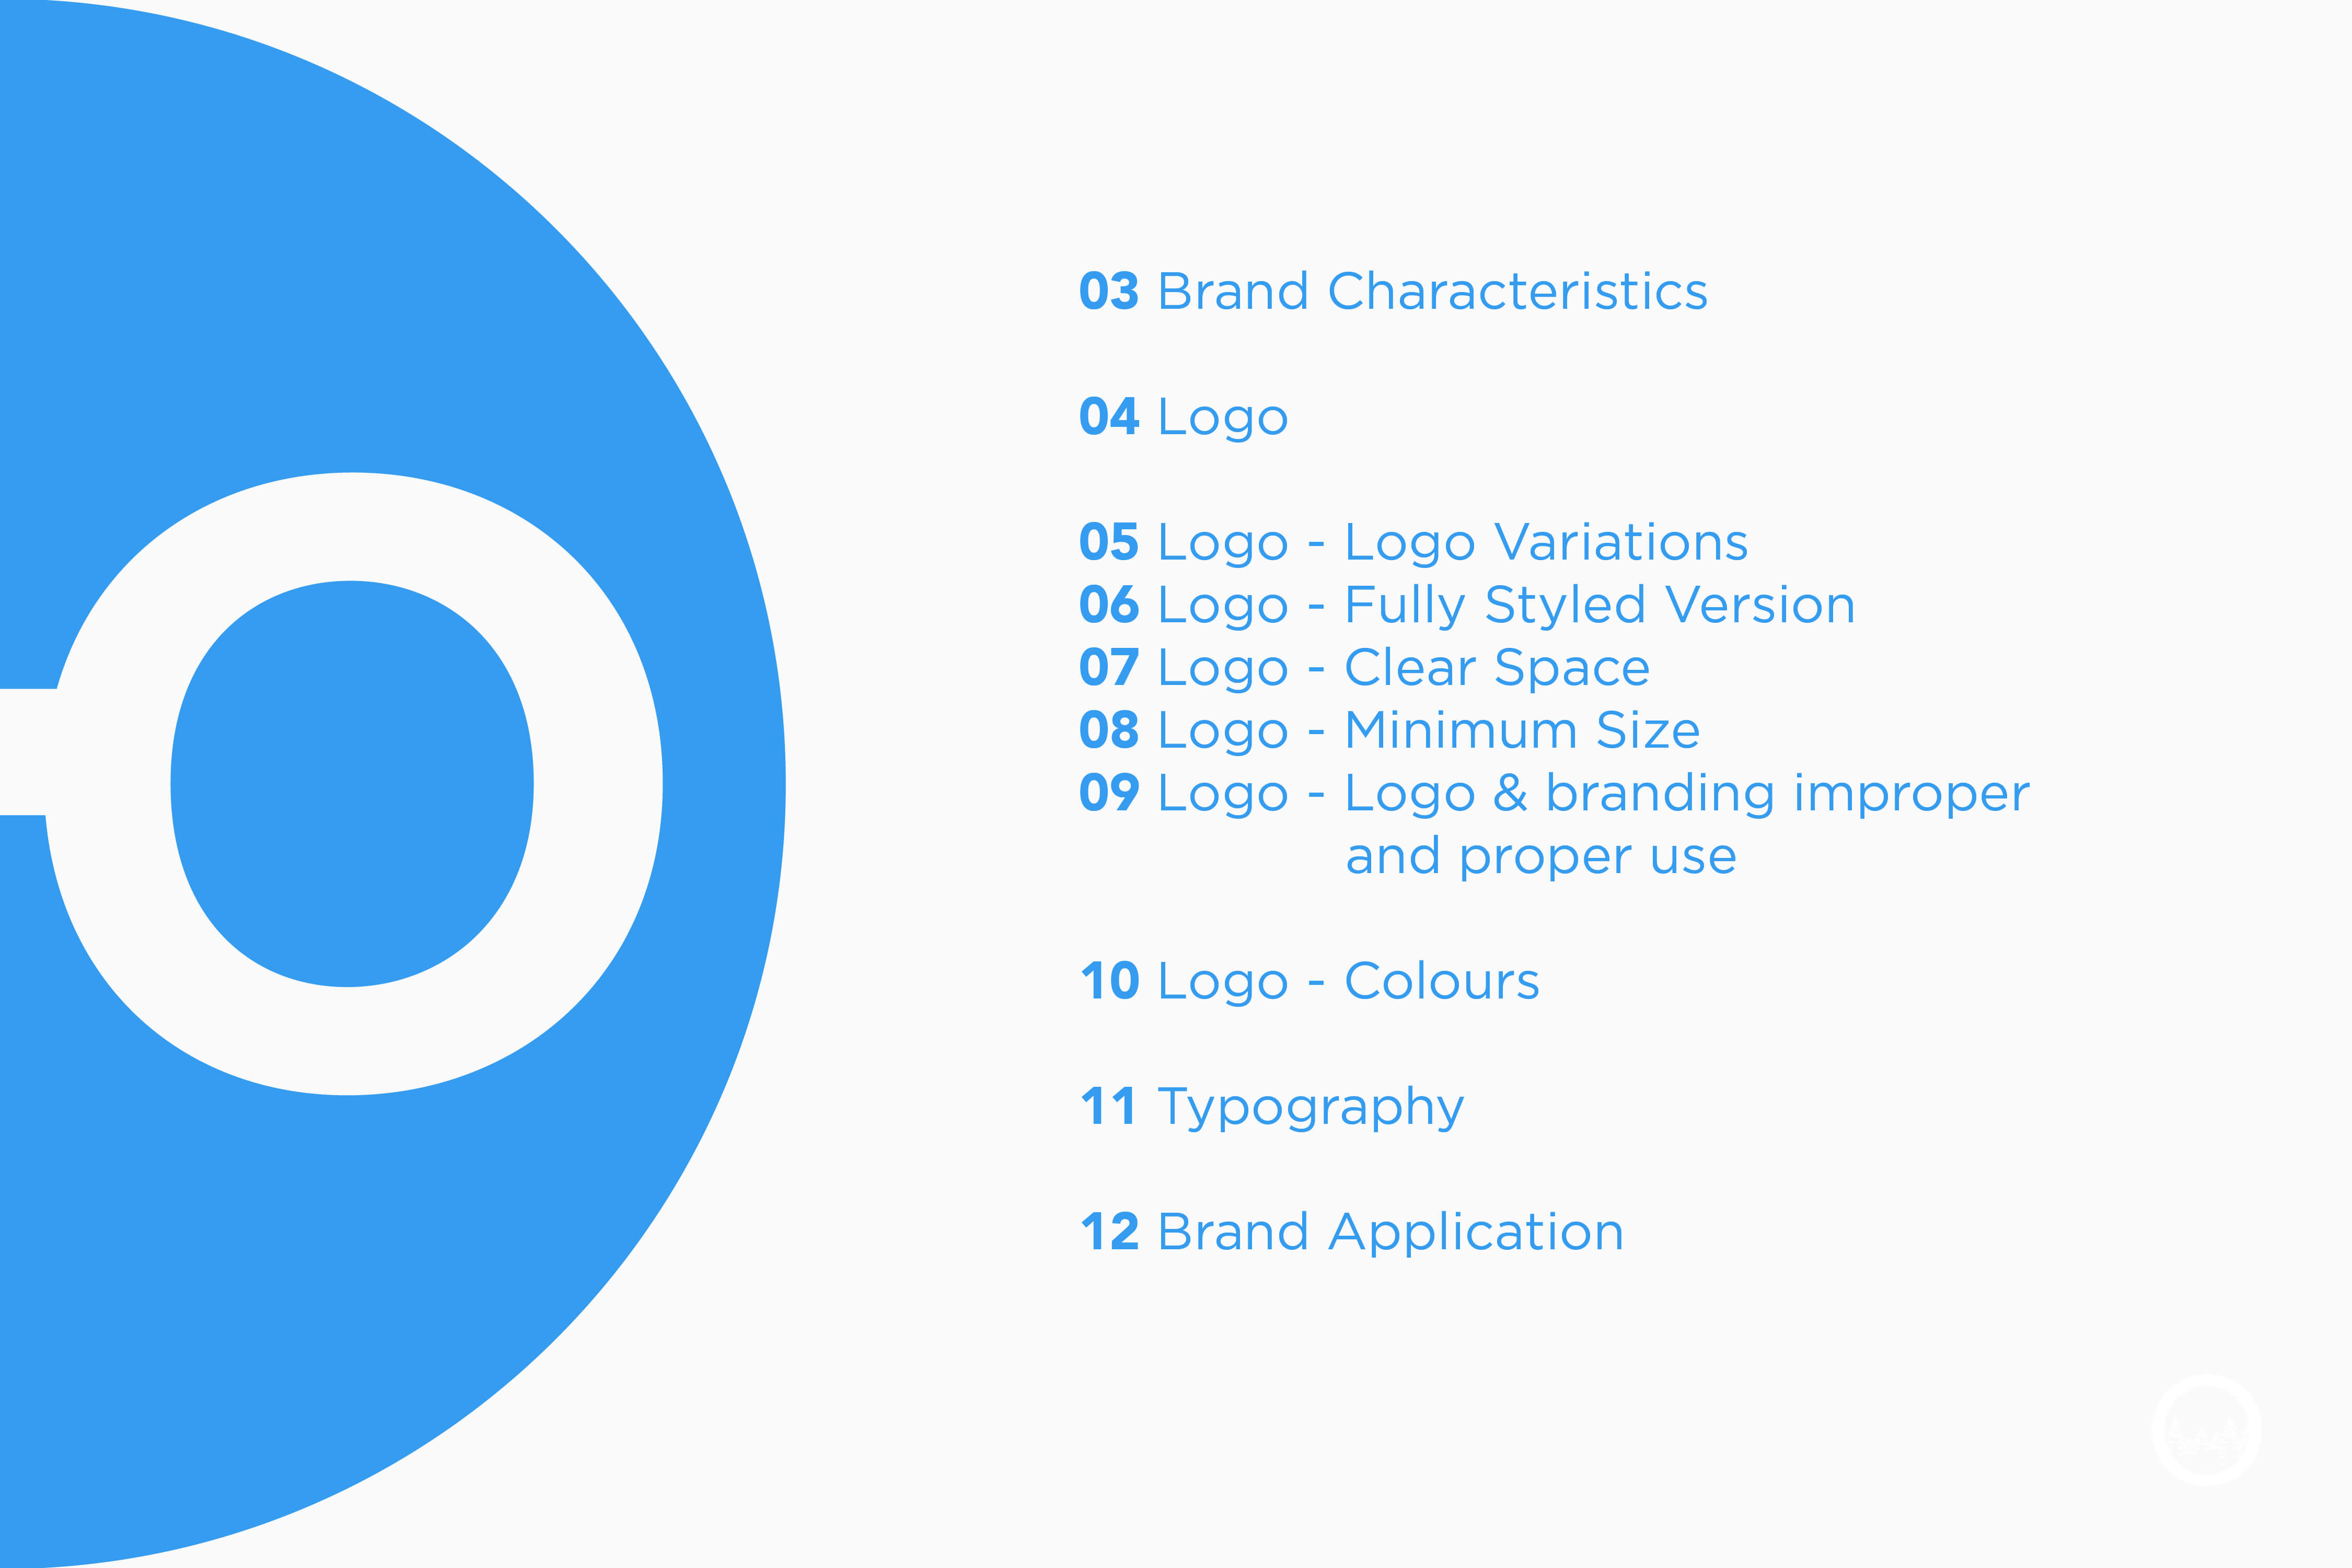 03 Brand Characteristics
04 Logo
05 Logo - Logo Variations
06 Logo - Fully Styled Version
07 Logo - Clear Space
08 Logo - Minimum Size
09 Logo - Logo & branding improper
and proper use
10 Logo - Colours
11 Typography
12 Brand Application